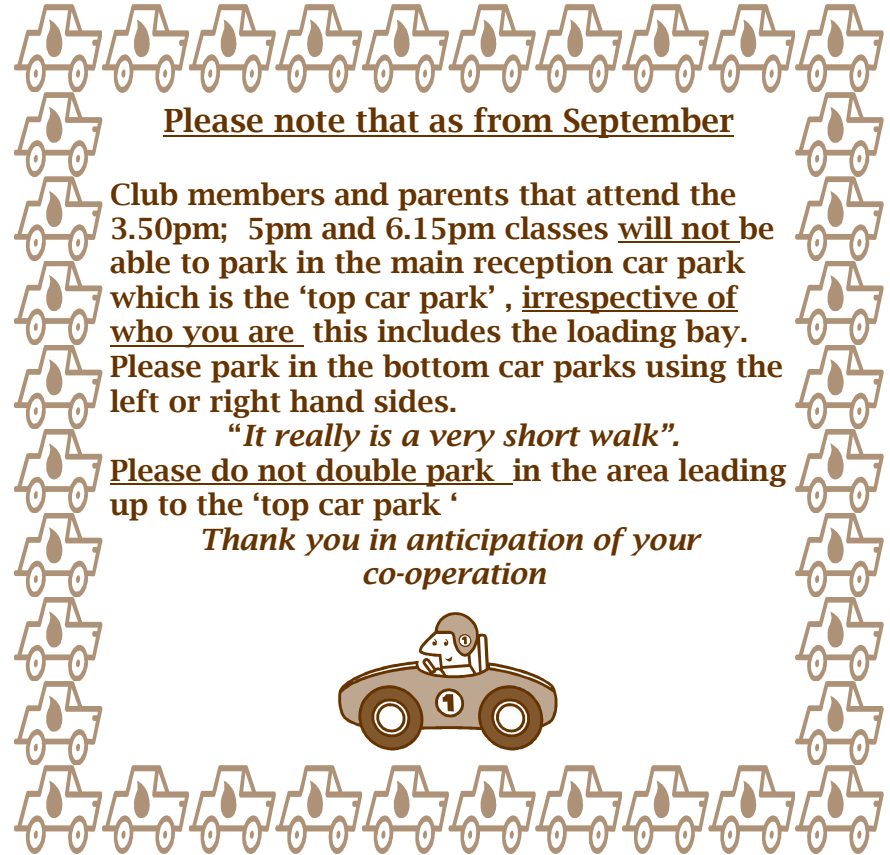 Please note that as from September
Club members and parents that attend the
3.50pm;  5pm and 6.15pm classes will not be
able to park in the main reception car park
which is the ‘top car park’ , irrespective of
who you are  this includes the loading bay.
Please park in the bottom car parks using the
left or right hand sides.
“It really is a very short walk”.
Please do not double park  in the area leading
up to the ‘top car park ‘
Thank you in anticipation of your
co-operation
1
1